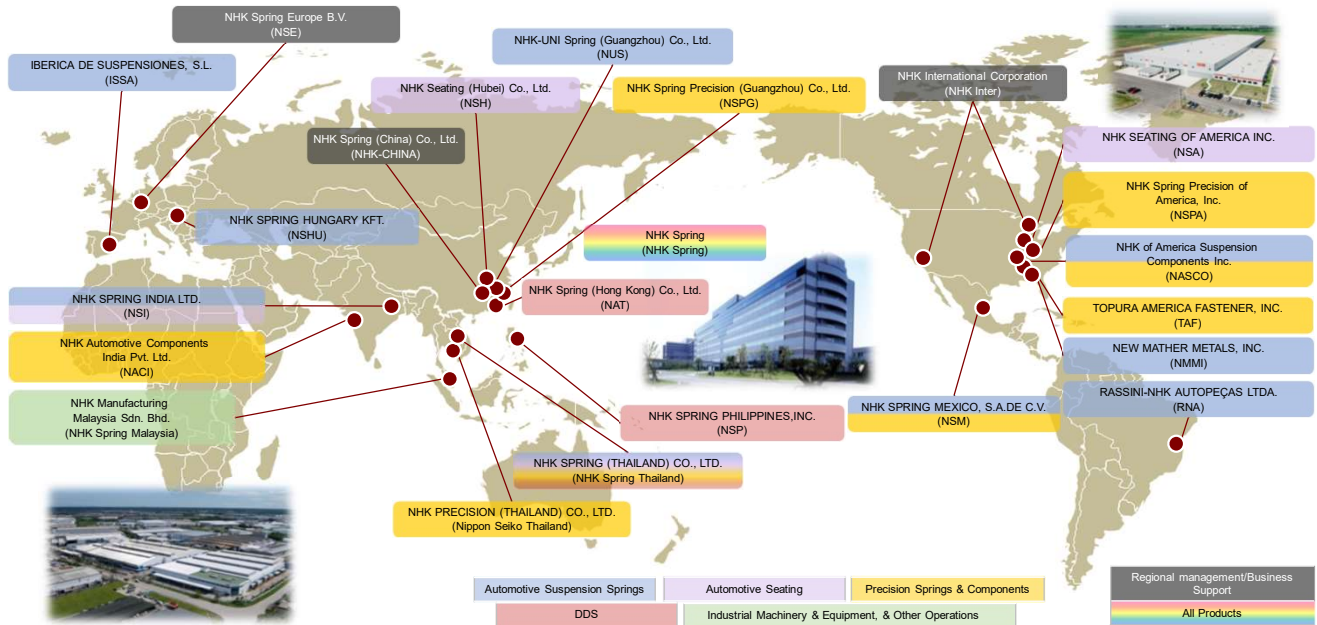 NHK Spring Europe B.V.
(NSE)
IBERICA DE SUSPENSIONES, S.L.
(ISSA)
NHK-UNI Spring (Guangzhou) Co., Ltd.
(NUS)
NHK Seating (Hubei) Co., Ltd.
(NSH)
NHK Spring Precision (Guangzhou) Co., Ltd.
(NSPG)
NHK International Corporation
(NHK Inter)
NHK Spring (China) Co., Ltd.
(NHK-CHINA)
NHK SEATING OF AMERICA INC.
(NSA)
NHK Spring Precision of
America, Inc.
(NSPA)
NHK SPRING HUNGARY KFT.
(NSHU)
NHK Spring
(NHK Spring)
NHK of America Suspension
Components Inc.
(NASCO)
NHK SPRING INDIA LTD.
(NSI)
NHK Spring (Hong Kong) Co., Ltd.
(NAT)
TOPURA AMERICA FASTENER, INC.
(TAF)
NHK Automotive Components
India Pvt. Ltd.
(NACI)
NEW MATHER METALS, INC.
(NMMI)
NHK Manufacturing
Malaysia Sdn. Bhd.
(NHK Spring Malaysia)
NHK SPRING PHILIPPINES,INC.
(NSP)
NHK SPRING MEXICO, S.A.DE C.V.
(NSM)
RASSINI-NHK AUTOPEÇAS LTDA.
(RNA)
NHK SPRING (THAILAND) CO., LTD.
(NHK Spring Thailand)
NHK PRECISION (THAILAND) CO., LTD.
(Nippon Seiko Thailand)
Automotive Suspension Springs
Automotive Seating
Precision Springs & Components
Regional management/Business
Support
DDS
Industrial Machinery & Equipment, & Other Operations
All Products